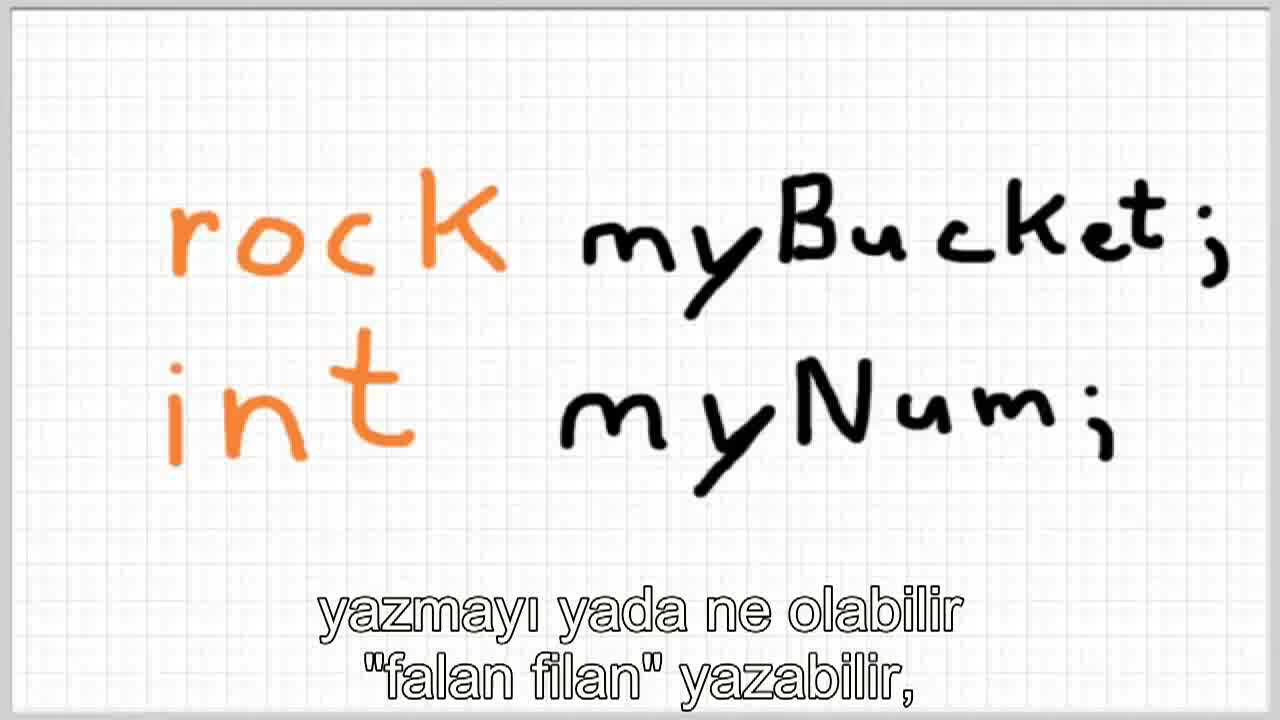 rock myBucket;
int myNum;
yazmayı yada ne olabilir
"falan filan" yazabilir,